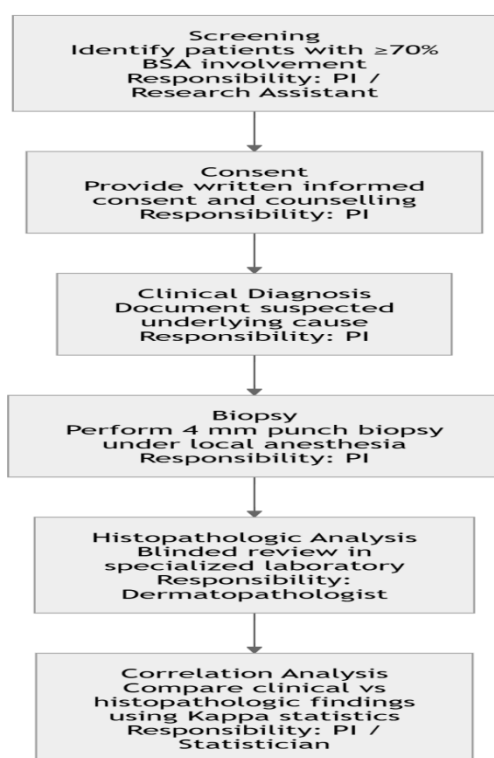 Screening
Identify patients with ≥70%
BSA involvement
Responsibility: PI /
Research Assistant
Consent
Provide written informed
consent and counselling
Responsibility: PI
Clinical Diagnosis
Document suspected
underlying cause
Responsibility: PI
Biopsy
Perform 4 mm punch biopsy
under local anesthesia
Responsibility: PI
Histopathologic Analysis
Blinded review in
specialized laboratory
Responsibility:
Dermatopathologist
Correlation Analysis
Compare clinical vs
histopathologic findings
using Kappa statistics
Responsibility: PI /
Statistician